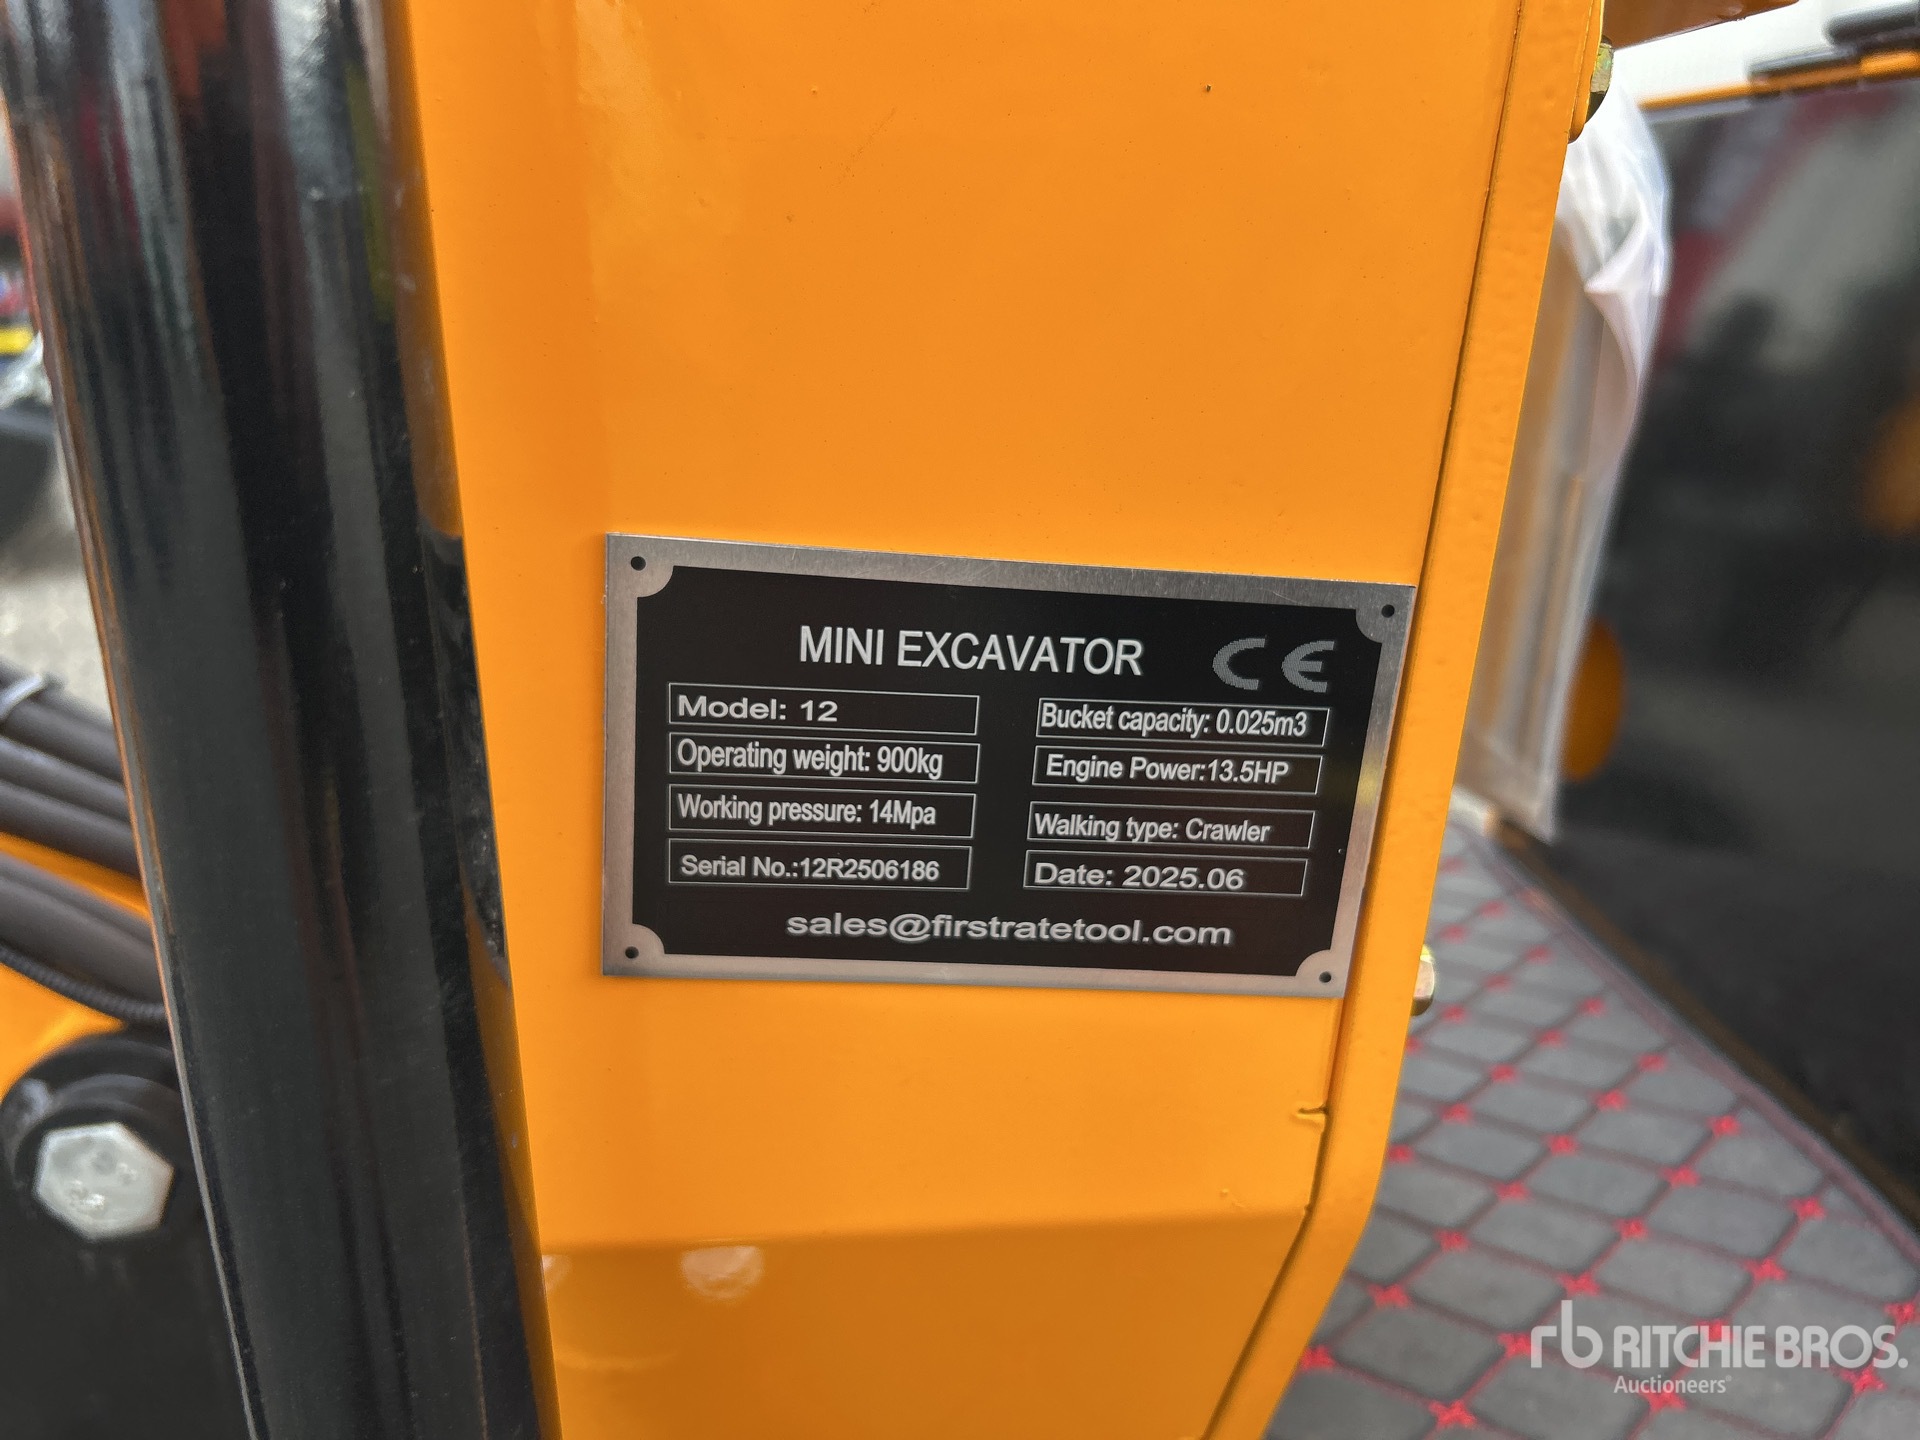 MINI EXCAVATOR CE
Model: 12
Bucket capacity: 0.025m3
Operating weight: 900kg
Engine Power:13.5HP
Working pressure: 14Mpa
Walking type: Crawler
Serial No.:12R2506186
Date: 2025.06
sales@firstratetool.com
rb RITCHIE BROS.
Auctioneers